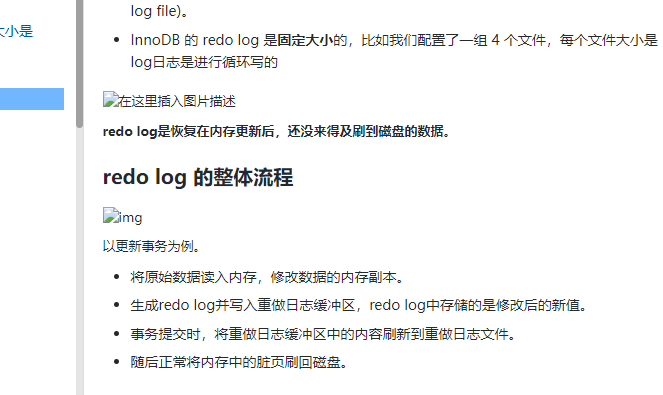 log file)。
大小是
InnoDB 的 redo log 是固定大小的，比如我们配置了一组 4 个文件，每个文件大小是
log日志是进行循环写的
在这里插入图片描述
redo log是恢复在内存更新后，还没来得及刷到磁盘的数据。
redo log 的整体流程
img
以更新事务为例。
将原始数据读入内存，修改数据的内存副本。
生成redo log并写入重做日志缓冲区，redo log中存储的是修改后的新值。
事务提交时，将重做日志缓冲区中的内容刷新到重做日志文件。
随后正常将内存中的脏页刷回磁盘。